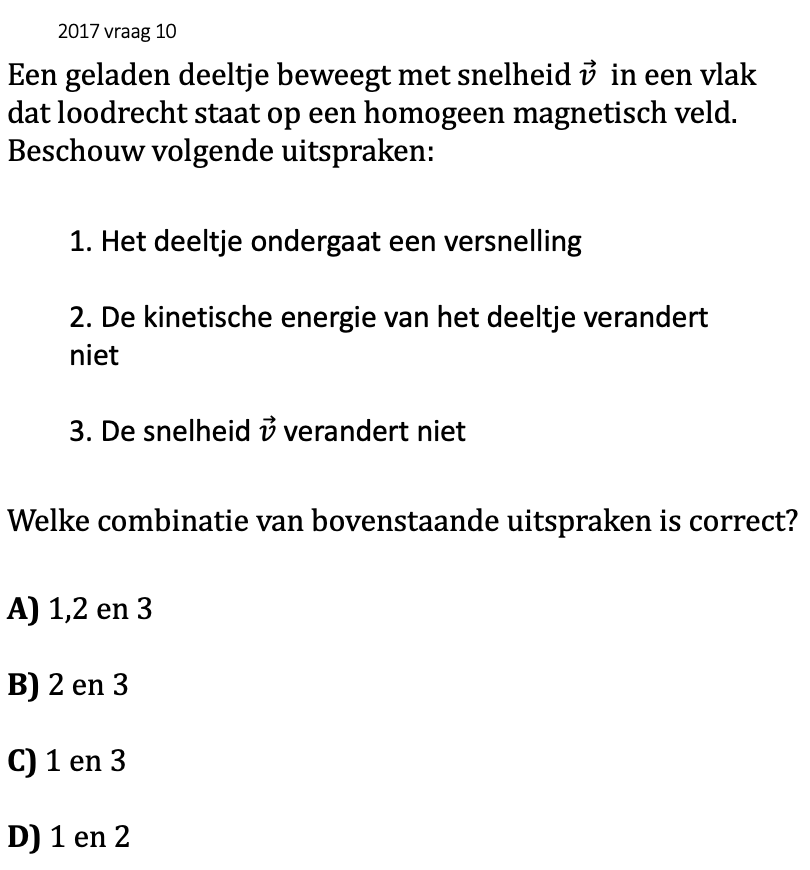 2017 vraag 10
Een geladen deeltje beweegt met snelheid v⃗ in een vlak
dat loodrecht staat op een homogeen magnetisch veld.
Beschouw volgende uitspraken:
1. Het deeltje ondergaat een versnelling
2. De kinetische energie van het deeltje verandert
niet
3. De snelheid v⃗ verandert niet
Welke combinatie van bovenstaande uitspraken is correct?
A) 1,2 en 3
B) 2 en 3
C) 1 en 3
D) 1 en 2